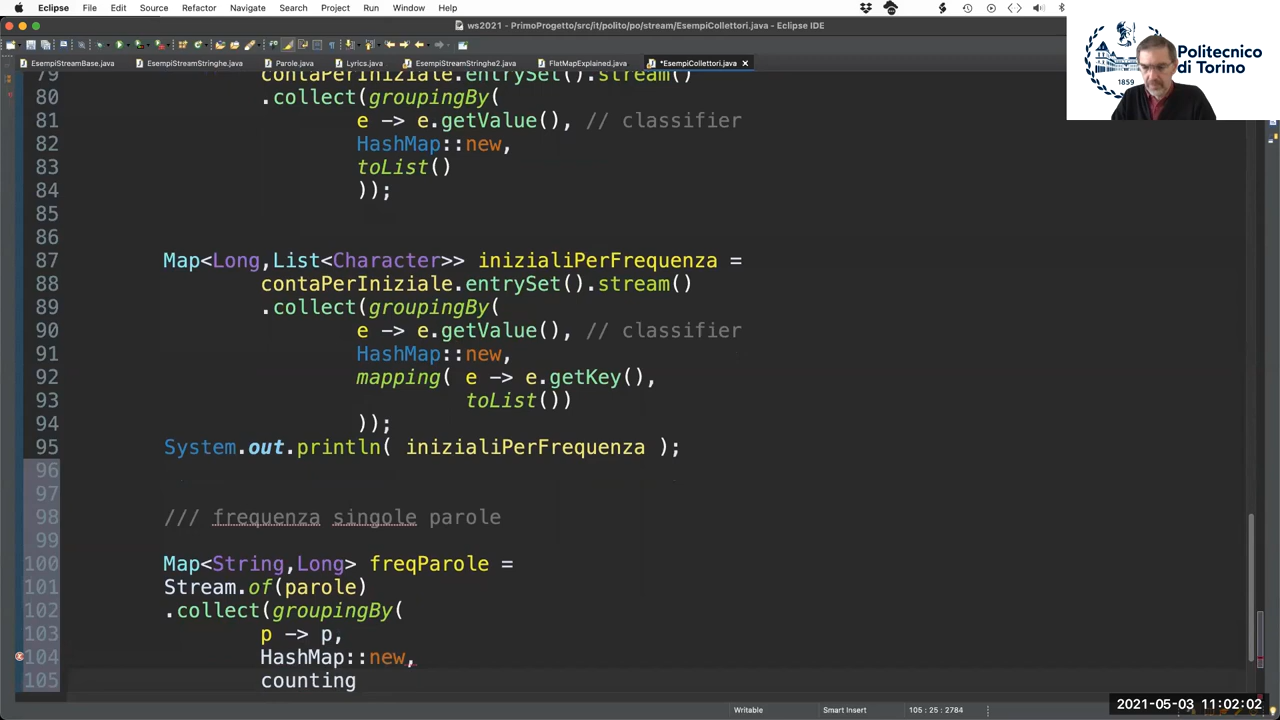 Eclipse File Edit Source Refactor Navigate Search Project Run Window Help
ws2021 - PrimoProgetto/src/it/polito/po/stream/EsempiCollettori.java - Eclipse IDE
EsempiStreamBase.java EsempiStreamStringhe.java Parole.java Lyrics.java EsempiStreamStringhe2.java FlatMapExplained.java *EsempiCollettori.java
Politecnico
di Torino
1859
79 contaPerIniziale.entrySet().stream()
80 .collect(groupingBy(
81 e -> e.getValue(), // classifier
82 HashMap::new,
83 toList()
84 ));
85
86
87 Map<Long,List<Character>> inizialiPerFrequenza =
88 contaPerIniziale.entrySet().stream()
89 .collect(groupingBy(
90 e -> e.getValue(), // classifier
91 HashMap::new,
92 mapping( e -> e.getKey(),
93 toList())
94 ));
95 System.out.println( inizialiPerFrequenza );
96
97
98 /// frequenza singole parole
99
100 Map<String,Long> freqParole =
101 Stream.of(parole)
102 .collect(groupingBy(
103 p -> p,
104 HashMap::new,
105 counting
Writable Smart Insert 105 : 25 : 2784
2021-05-03 11:02:02